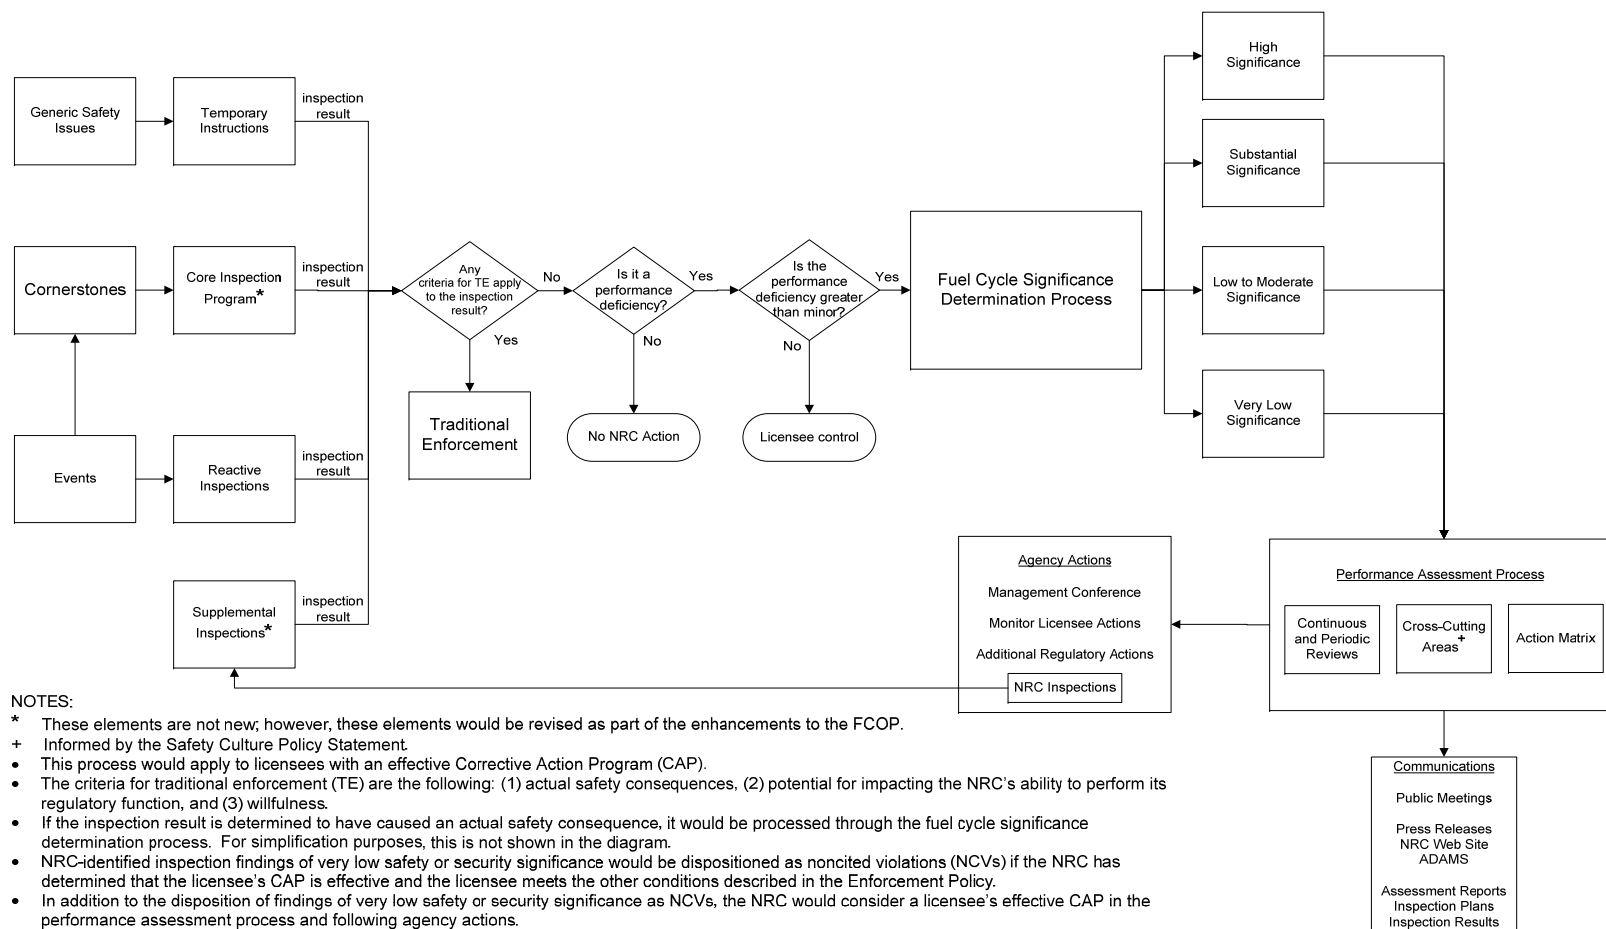 Generic Safety
Issues
Temporary
Instructions
inspection
result
Cornerstones
Core Inspection
Program*
inspection
result
Events
Reactive
Inspections
inspection
result
Supplemental
Inspections*
inspection
result
Any
criteria for TE apply
to the inspection
result?
No
Yes
Traditional
Enforcement
Is it a
performance
deficiency?
Yes
No
No NRC Action
Is the
performance
deficiency greater
than minor?
Yes
No
Licensee control
Fuel Cycle Significance
Determination Process
High
Significance
Substantial
Significance
Low to Moderate
Significance
Very Low
Significance
Performance Assessment Process
Continuous
and Periodic
Reviews
Cross-Cutting
Areas+
Action Matrix
Agency Actions
Management Conference
Monitor Licensee Actions
Additional Regulatory Actions
NRC Inspections
Communications
Public Meetings
Press Releases
NRC Web Site
ADAMS
Assessment Reports
Inspection Plans
Inspection Results
NOTES:
* These elements are not new; however, these elements would be revised as part of the enhancements to the FCOP.
+ Informed by the Safety Culture Policy Statement.
• This process would apply to licensees with an effective Corrective Action Program (CAP).
• The criteria for traditional enforcement (TE) are the following: (1) actual safety consequences, (2) potential for impacting the NRC's ability to perform its
regulatory function, and (3) willfulness.
• If the inspection result is determined to have caused an actual safety consequence, it would be processed through the fuel cycle significance
determination process. For simplification purposes, this is not shown in the diagram.
• NRC-identified inspection findings of very low safety or security significance would be dispositioned as noncited violations (NCVs) if the NRC has
determined that the licensee's CAP is effective and the licensee meets the other conditions described in the Enforcement Policy.
• In addition to the disposition of findings of very low safety or security significance as NCVs, the NRC would consider a licensee's effective CAP in the
performance assessment process and following agency actions.